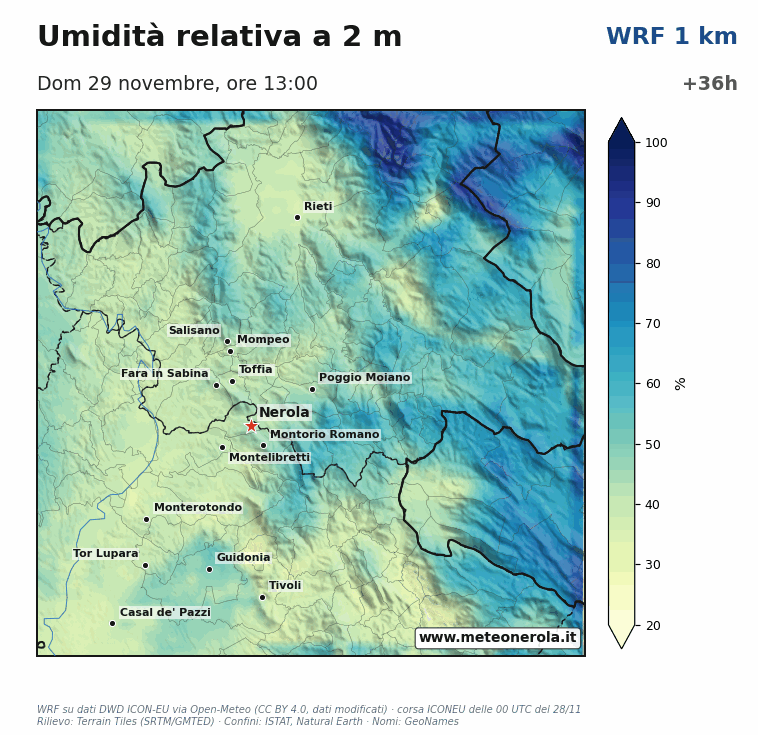 Umidità relativa a 2 m
WRF 1 km
Dom 29 novembre, ore 13:00
+36h
Rieti
Salisano
Mompeo
Toffia
Fara in Sabina
Poggio Moiano
Nerola
Montorio Romano
Montelibretti
Monterotondo
Tor Lupara
Guidonia
Tivoli
Casal de' Pazzi
www.meteonerola.it
100
90
80
70
60
50
40
30
20
%
WRF su dati DWD ICON-EU via Open-Meteo (CC BY 4.0, dati modificati) · corsa ICONEU delle 00 UTC del 28/11
Rilievo: Terrain Tiles (SRTM/GMTED) · Confini: ISTAT, Natural Earth · Nomi: GeoNames